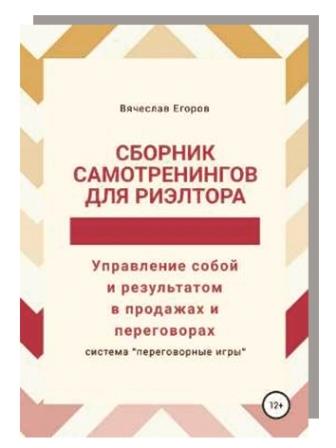 Вячеслав Егоров
СБОРНИК
САМОТРЕНИНГОВ
ДЛЯ РИЭЛТОРА
Управление собой
и результатом
в продажах и
переговорах
система "переговорные игры"
12+